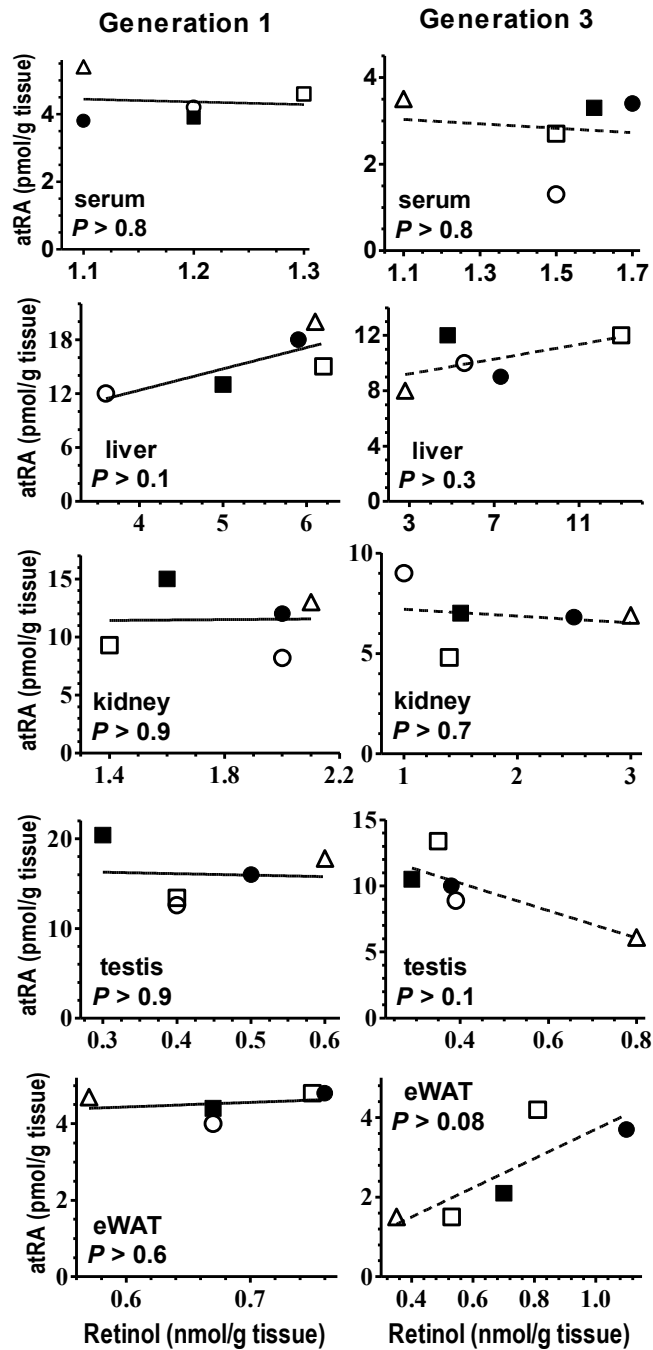 Generation 1
Generation 3
atRA (pmol/g tissue)
6
4
2
0
serum
P > 0.8
1.1
1.2
1.3
4
2
0
serum
P > 0.8
1.1
1.3
1.5
1.7
atRA (pmol/g tissue)
18
12
6
0
liver
P > 0.1
4
5
6
12
8
4
0
liver
P > 0.3
3
7
11
atRA (pmol/g tissue)
15
10
5
0
kidney
P > 0.9
1.4
1.8
2.2
10
5
0
kidney
P > 0.7
1
2
3
atRA (pmol/g tissue)
20
15
10
5
0
testis
P > 0.9
0.3
0.4
0.5
0.6
15
10
5
0
testis
P > 0.1
0.4
0.6
0.8
atRA (pmol/g tissue)
4
2
0
eWAT
P > 0.6
0.6
0.7
Retinol (nmol/g tissue)
4
2
0
eWAT
P > 0.08
0.4
0.6
0.8
1.0
Retinol (nmol/g tissue)